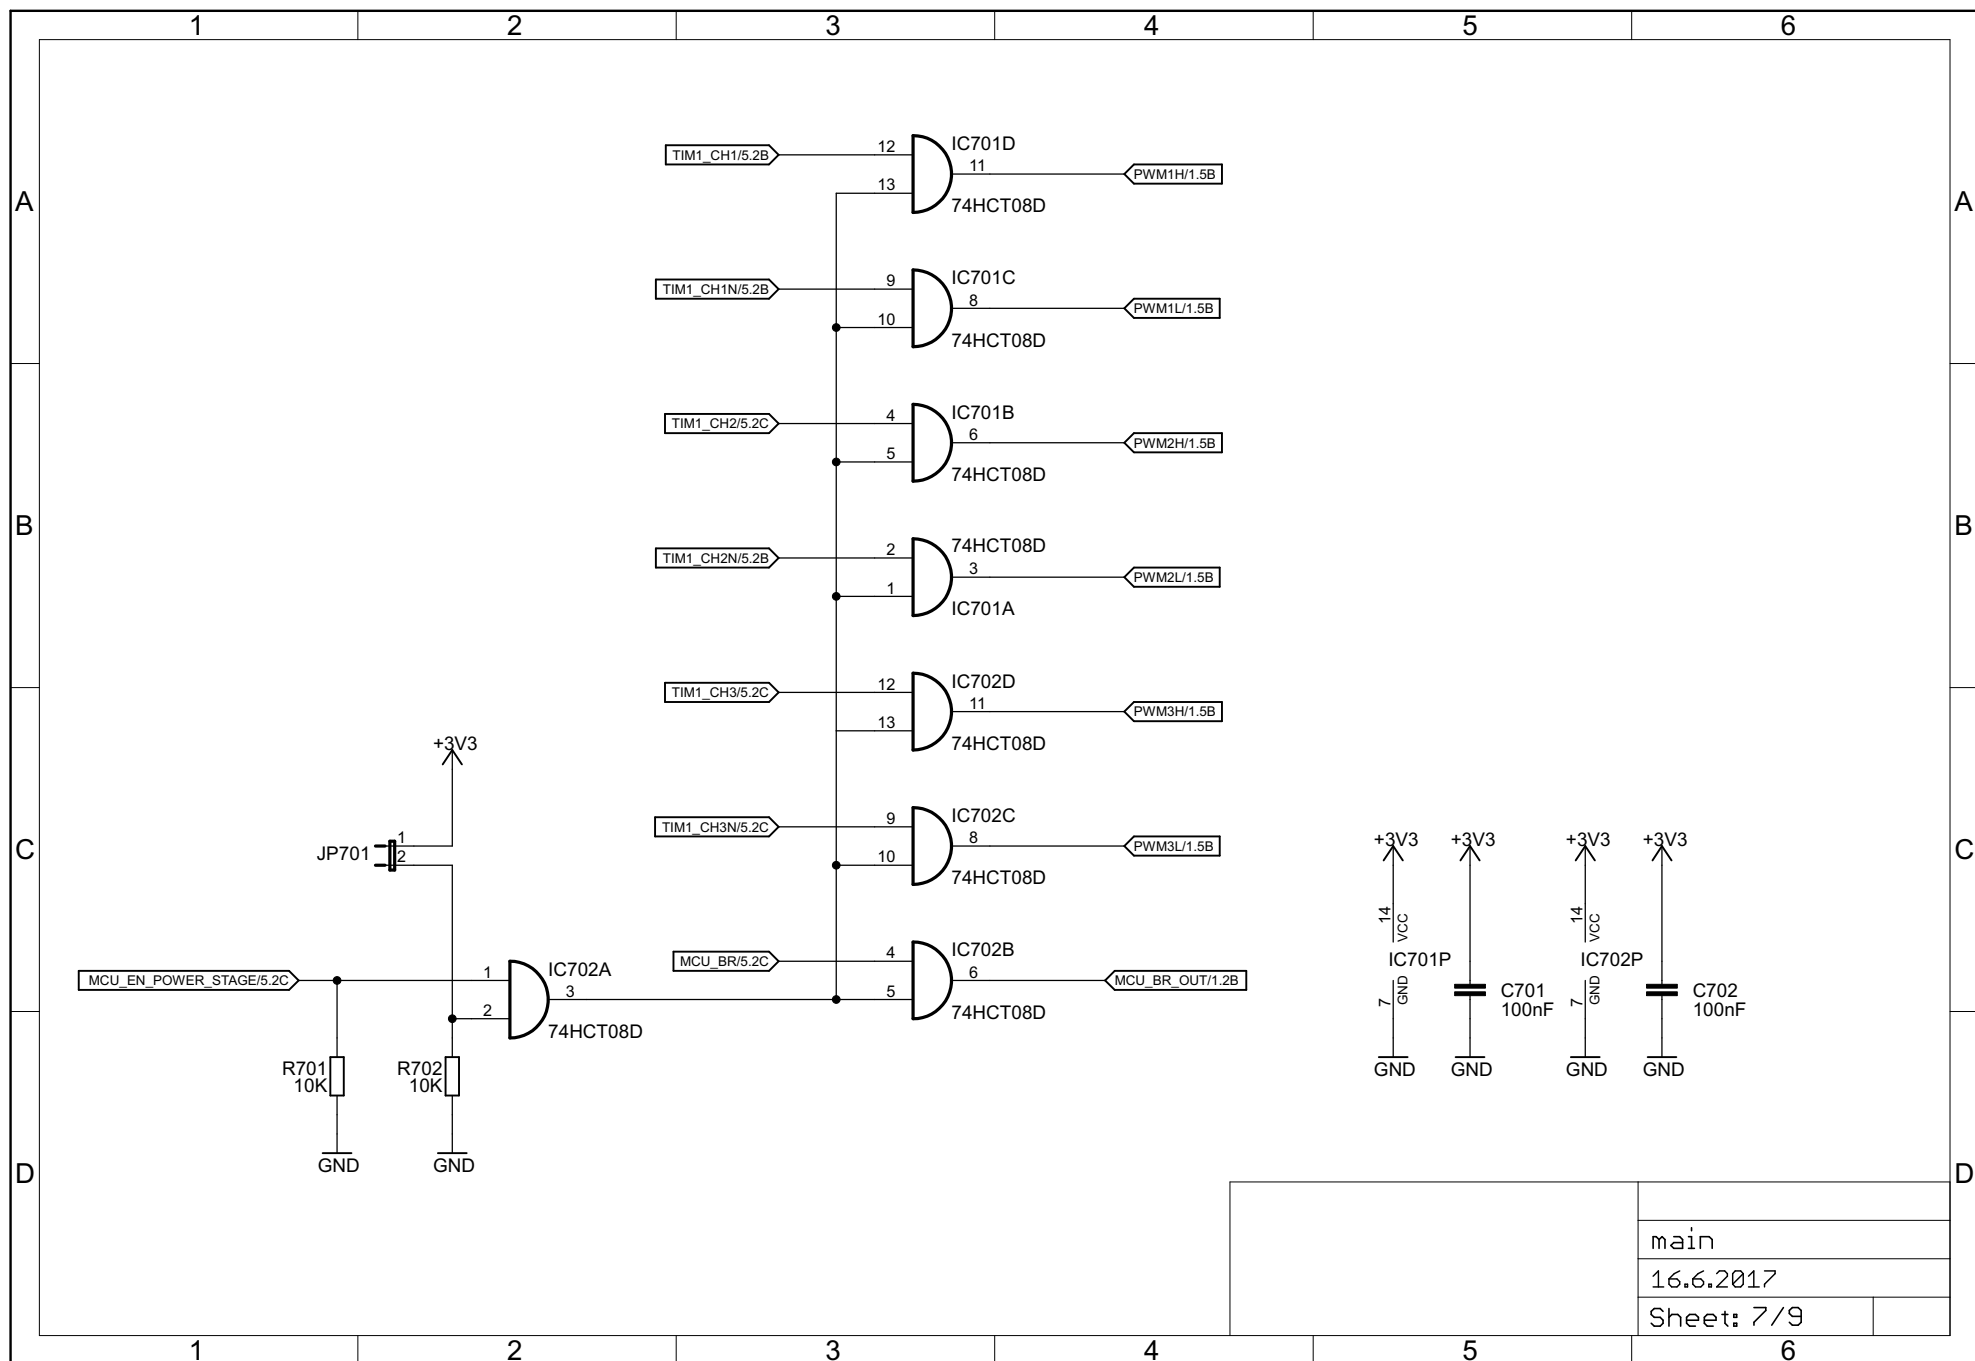 1 2 3 4 5 6
A A
B B
C C
D D
TIM1_CH1/5.2B 12 13 IC701D 11 74HCT08D PWM1H/1.5B
TIM1_CH1N/5.2B 9 10 IC701C 8 74HCT08D PWM1L/1.5B
TIM1_CH2/5.2C 4 5 IC701B 6 74HCT08D PWM2H/1.5B
TIM1_CH2N/5.2B 2 1 74HCT08D 3 IC701A PWM2L/1.5B
TIM1_CH3/5.2C 12 13 IC702D 11 74HCT08D PWM3H/1.5B
TIM1_CH3N/5.2C 9 10 IC702C 8 74HCT08D PWM3L/1.5B
MCU_BR/5.2C 4 5 IC702B 6 74HCT08D MCU_BR_OUT/1.2B
+3V3
JP701 1 2
MCU_EN_POWER_STAGE/5.2C 1 2 IC702A 3 74HCT08D
R701 10K
R702 10K
GND GND
+3V3 +3V3 +3V3 +3V3
14 VCC 14 VCC
IC701P IC702P
7 GND 7 GND
C701 100nF
C702 100nF
GND GND GND GND
main
16.6.2017
Sheet: 7/9
1 2 3 4 5 6